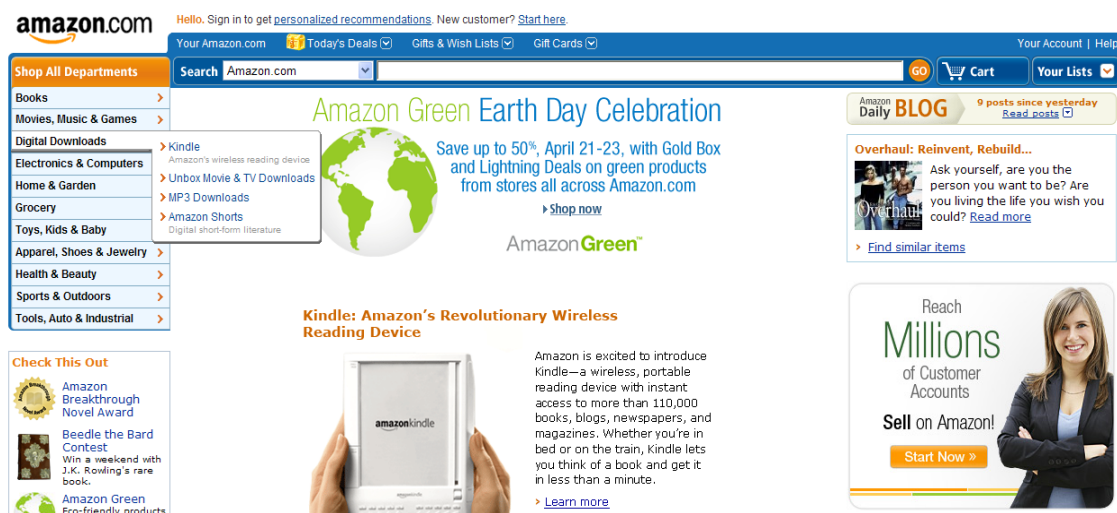 amazon.com
Hello. Sign in to get personalized recommendations. New customer? Start here.
Your Amazon.com
Today's Deals
Gifts & Wish Lists
Gift Cards
Your Account | Help
Shop All Departments
Search
Amazon.com
GO
Cart
Your Lists
Books
Movies, Music & Games
Digital Downloads
Electronics & Computers
Home & Garden
Grocery
Toys, Kids & Baby
Apparel, Shoes & Jewelry
Health & Beauty
Sports & Outdoors
Tools, Auto & Industrial
Kindle
Amazon's wireless reading device
Unbox Movie & TV Downloads
MP3 Downloads
Amazon Shorts
Digital short-form literature
Amazon Green Earth Day Celebration
Save up to 50%, April 21-23, with Gold Box
and Lightning Deals on green products
from stores all across Amazon.com
Shop now
AmazonGreen™
Amazon
Daily BLOG
9 posts since yesterday
Read posts
Overhaul: Reinvent, Rebuild...
Overhaul
Ask yourself, are you the
person you want to be? Are
you living the life you wish you
could? Read more
Find similar items
Check This Out
Amazon
Breakthrough
Novel Award
Beedle the Bard
Contest
Win a weekend with
J.K. Rowling's rare
book.
Amazon Green
Eco-friendly products
Kindle: Amazon's Revolutionary Wireless
Reading Device
amazonkindle
Amazon is excited to introduce
Kindle—a wireless, portable
reading device with instant
access to more than 110,000
books, blogs, newspapers, and
magazines. Whether you're in
bed or on the train, Kindle lets
you think of a book and get it
in less than a minute.
Learn more
Reach
Millions
of Customer
Accounts
Sell on Amazon!
Start Now »